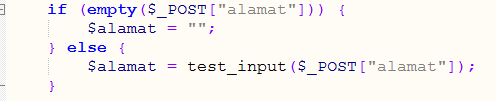 if (empty($_POST["alamat"])) {
$alamat = "";
} else {
$alamat = test_input($_POST["alamat"]);
}